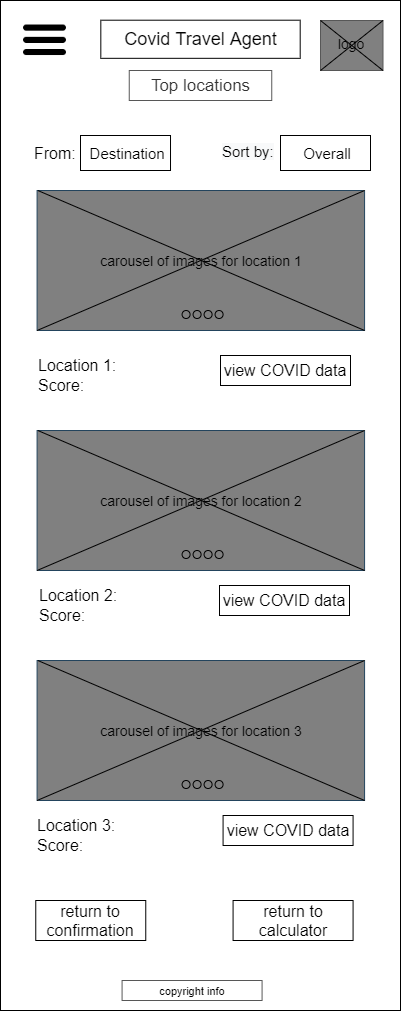 Covid Travel Agent
logo
Top locations
From:
Destination
Sort by:
Overall
carousel of images for location 1
Location 1:
Score:
view COVID data
carousel of images for location 2
Location 2:
Score:
view COVID data
carousel of images for location 3
Location 3:
Score:
view COVID data
return to
confirmation
return to
calculator
copyright info